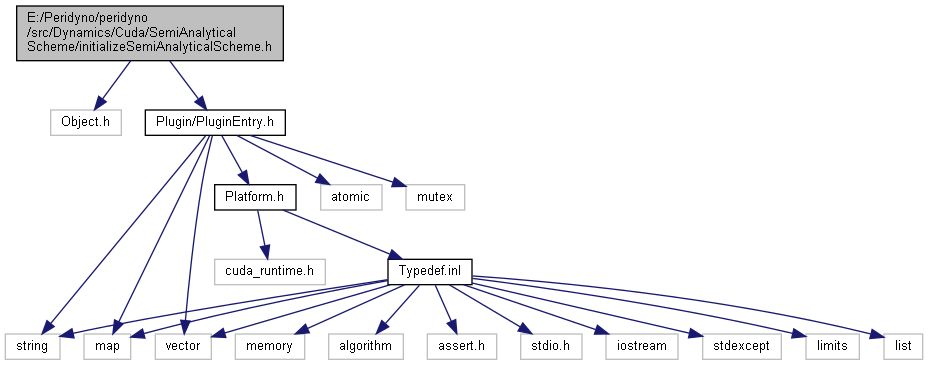 E:/Peridyno/peridyno
/src/Dynamics/Cuda/SemiAnalytical
Scheme/initializeSemiAnalyticalScheme.h
Object.h
Plugin/PluginEntry.h
Platform.h
atomic
mutex
cuda_runtime.h
Typedef.inl
string
map
vector
memory
algorithm
assert.h
stdio.h
iostream
stdexcept
limits
list